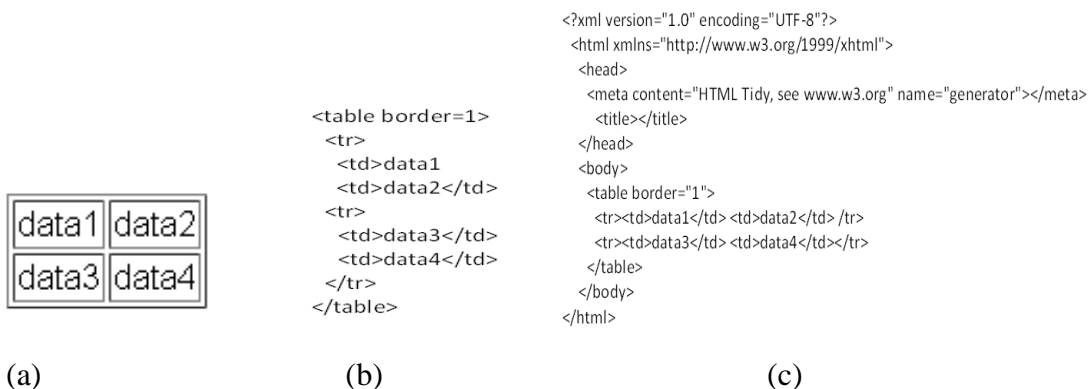 data1 data2
data3 data4
(a)
<table border=1>
<tr>
<td>data1
<td>data2</td>
<tr>
<td>data3</td>
<td>data4</td>
</tr>
</table>
(b)
<?xml version="1.0" encoding="UTF-8"?>
<html xmlns="http://www.w3.org/1999/xhtml">
<head>
<meta content="HTML Tidy, see www.w3.org" name="generator"></meta>
<title></title>
</head>
<body>
<table border="1">
<tr><td>data1</td> <td>data2</td> /tr>
<tr><td>data3</td> <td>data4</td></tr>
</table>
</body>
</html>
(c)